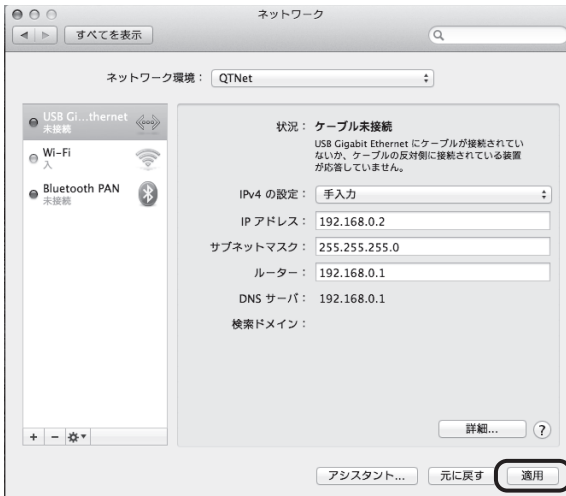 ネットワーク
すべてを表示
ネットワーク環境： QTNet
USB Gi...thernet
未接続
Wi-Fi
入
Bluetooth PAN
未接続
状況： ケーブル未接続
USB Gigabit Ethernet にケーブルが接続されてい
ないか、ケーブルの反対側に接続されている装置
が応答していません。
IPv4 の設定： 手入力
IP アドレス： 192.168.0.2
サブネットマスク： 255.255.255.0
ルーター： 192.168.0.1
DNS サーバ： 192.168.0.1
検索ドメイン：
詳細... ?
+ −
アシスタント... 元に戻す 適用